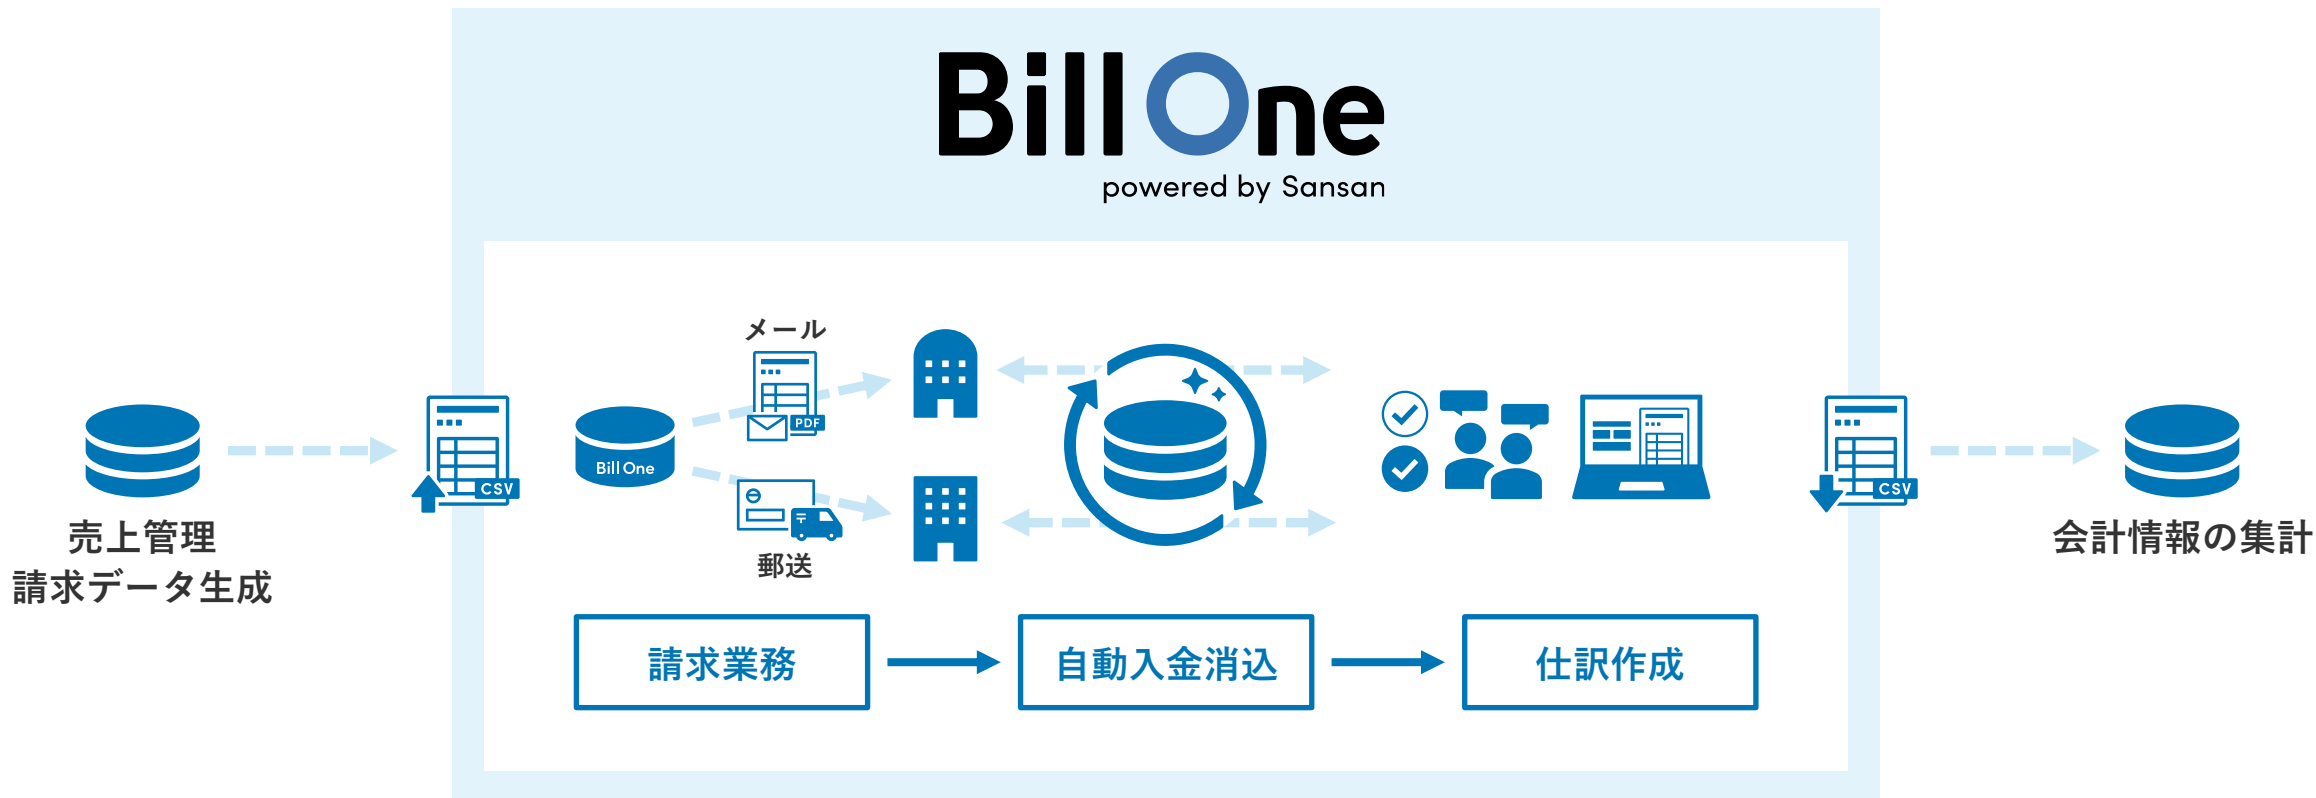 Bill One
powered by Sansan
売上管理
請求データ生成
CSV
Bill One
メール
PDF
郵送
CSV
会計情報の集計
請求業務
自動入金消込
仕訳作成